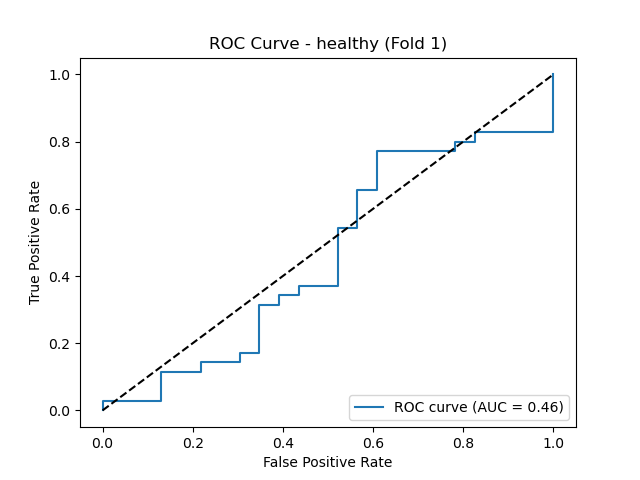 ROC Curve - healthy (Fold 1)
1.0
0.8
0.6
0.4
0.2
0.0
True Positive Rate
ROC curve (AUC = 0.46)
0.0 0.2 0.4 0.6 0.8 1.0
False Positive Rate